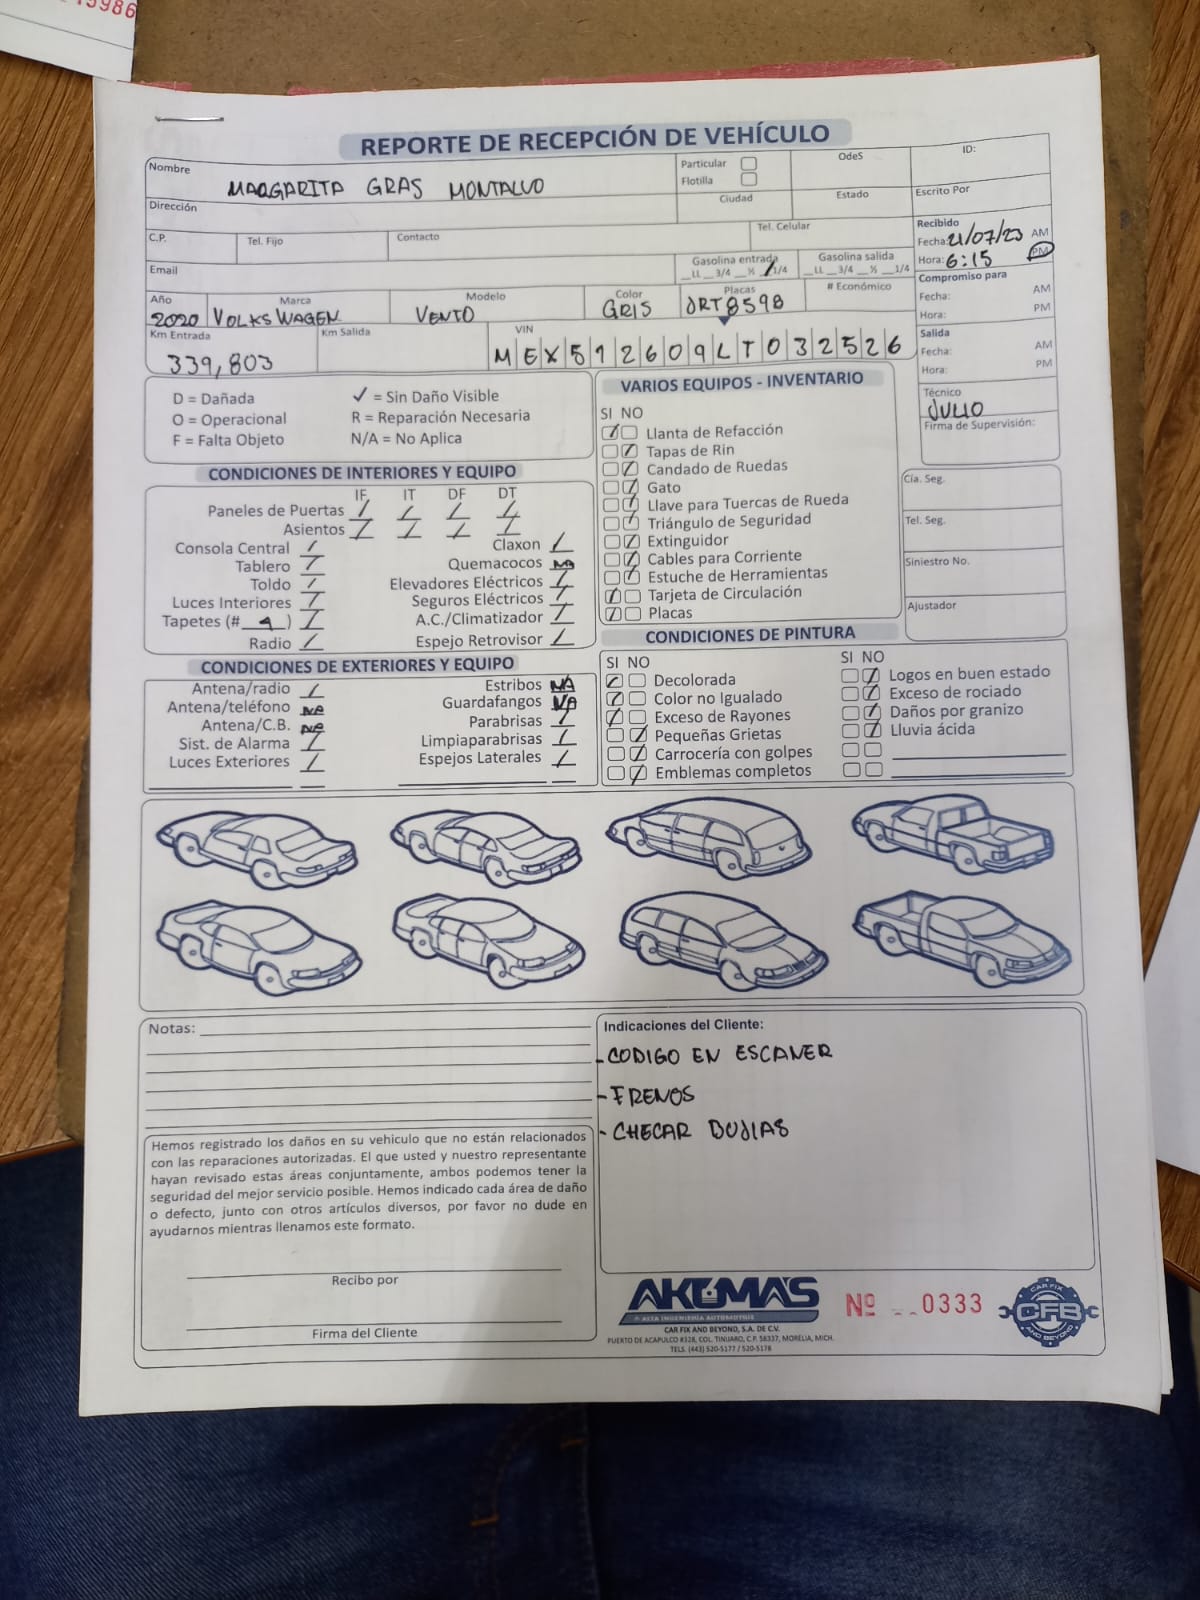 45986
REPORTE DE RECEPCIÓN DE VEHÍCULO
Nombre MARGARITA GRAS MONTALVO
Particular
Flotilla
OdeS
ID:
Dirección
Ciudad
Estado
Escrito Por
C.P.
Tel. Fijo
Contacto
Tel. Celular
Recibido
Fecha: 21/07/23 AM
Hora: 6:15 PM
Email
Gasolina entrada
__LL __3/4 __½ __1/4
Gasolina salida
__LL __3/4 __½ __1/4
Compromiso para
Fecha: AM
Hora: PM
Año 2020
Marca VOLKSWAGEN
Modelo VENTO
Color GRIS
Placas
# Económico
Km Entrada 339,803
Km Salida
VIN MEX512609LT032526
Salida
Fecha: AM
Hora: PM
Técnico
JULIO
Firma de Supervisión:
D = Dañada
✓ = Sin Daño Visible
O = Operacional
R = Reparación Necesaria
F = Falta Objeto
N/A = No Aplica
CONDICIONES DE INTERIORES Y EQUIPO
IF IT DF DT
Paneles de Puertas / / / /
Asientos / / / /
Consola Central /
Claxon /
Tablero /
Quemacocos NA
Toldo /
Elevadores Eléctricos /
Luces Interiores /
Seguros Eléctricos /
Tapetes (# 4 ) /
A.C./Climatizador /
Radio /
Espejo Retrovisor /
CONDICIONES DE EXTERIORES Y EQUIPO
Antena/radio /
Estribos NA
Antena/teléfono NA
Guardafangos NA
Antena/C.B. NA
Parabrisas /
Sist. de Alarma /
Limpiaparabrisas /
Luces Exteriores /
Espejos Laterales /
VARIOS EQUIPOS - INVENTARIO
SI NO
Llanta de Refacción
Tapas de Rin
Candado de Ruedas
Gato
Llave para Tuercas de Rueda
Triángulo de Seguridad
Extinguidor
Cables para Corriente
Estuche de Herramientas
Tarjeta de Circulación
Placas
Cía. Seg.
Tel. Seg.
Siniestro No.
Ajustador
CONDICIONES DE PINTURA
SI NO
Decolorada
Color no Igualado
Exceso de Rayones
Pequeñas Grietas
Carrocería con golpes
Emblemas completos
SI NO
Logos en buen estado
Exceso de rociado
Daños por granizo
Lluvia ácida
Notas:
Indicaciones del Cliente:
- CODIGO EN ESCANER
- FRENOS
- CHECAR BUJIAS
Hemos registrado los daños en su vehiculo que no están relacionados
con las reparaciones autorizadas. El que usted y nuestro representante
hayan revisado estas áreas conjuntamente, ambos podemos tener la
seguridad del mejor servicio posible. Hemos indicado cada área de daño
o defecto, junto con otros artículos diversos, por favor no dude en
ayudarnos mientras llenamos este formato.
Recibo por
Firma del Cliente
AKTMA'S
ALTA INGENIERÍA AUTOMOTRIZ
CAR FIX AND BEYOND, S.A. DE C.V.
PUERTO DE ACAPULCO #328, COL. TINIJARO, C.P. 58337, MORELIA, MICH.
TELS. (443) 520-5177 / 520-5178
Nº 0333
CAR FIX
CFB
AND BEYOND